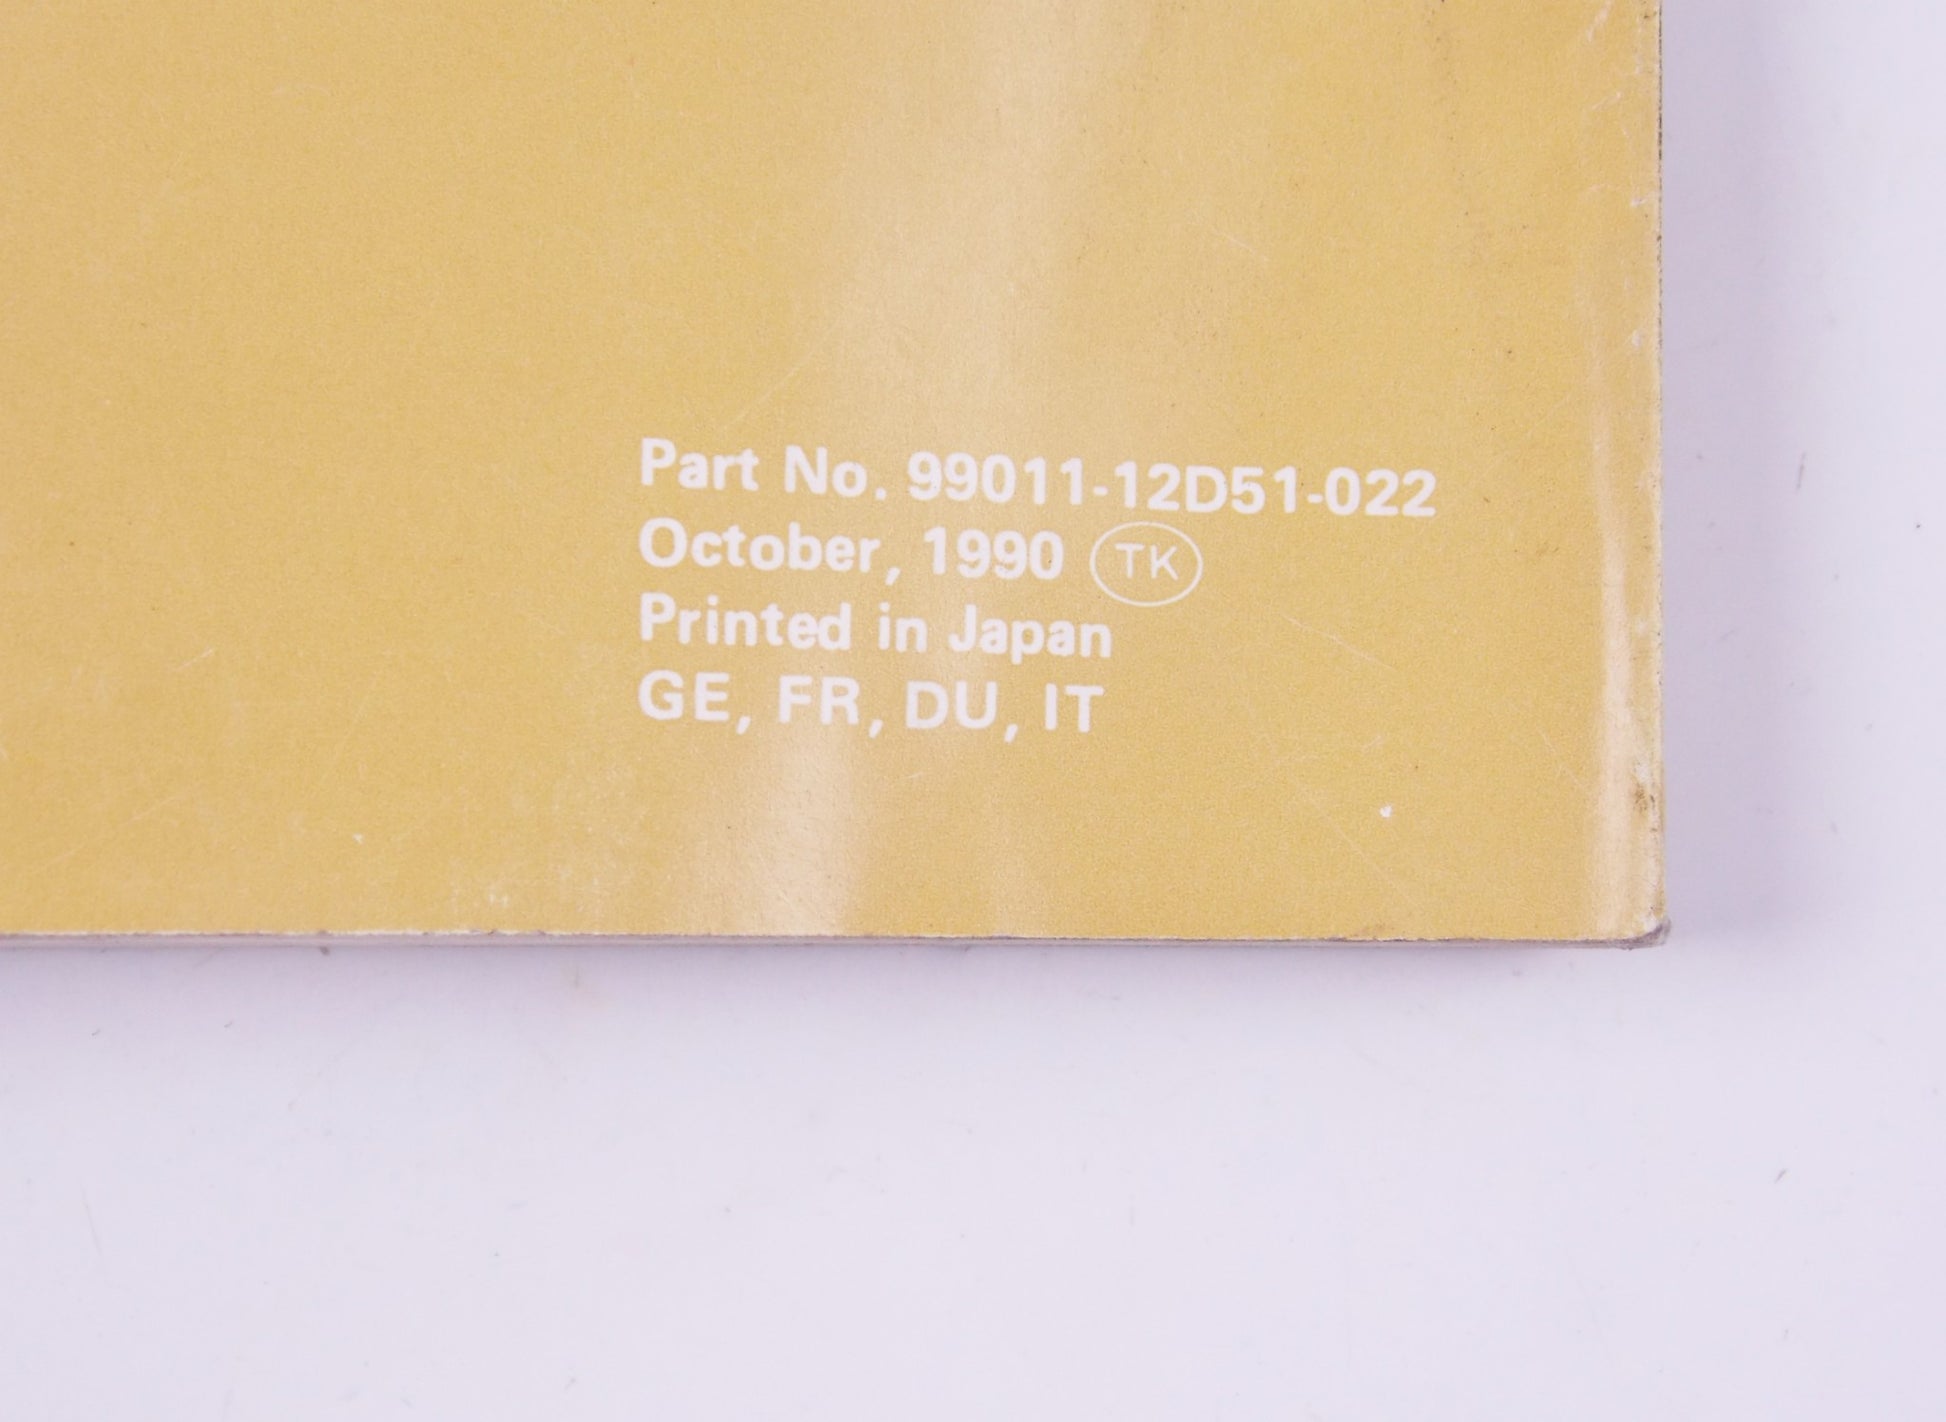 Part No. 99011-12D51-022
October, 1990 TK
Printed in Japan
GE, FR, DU, IT